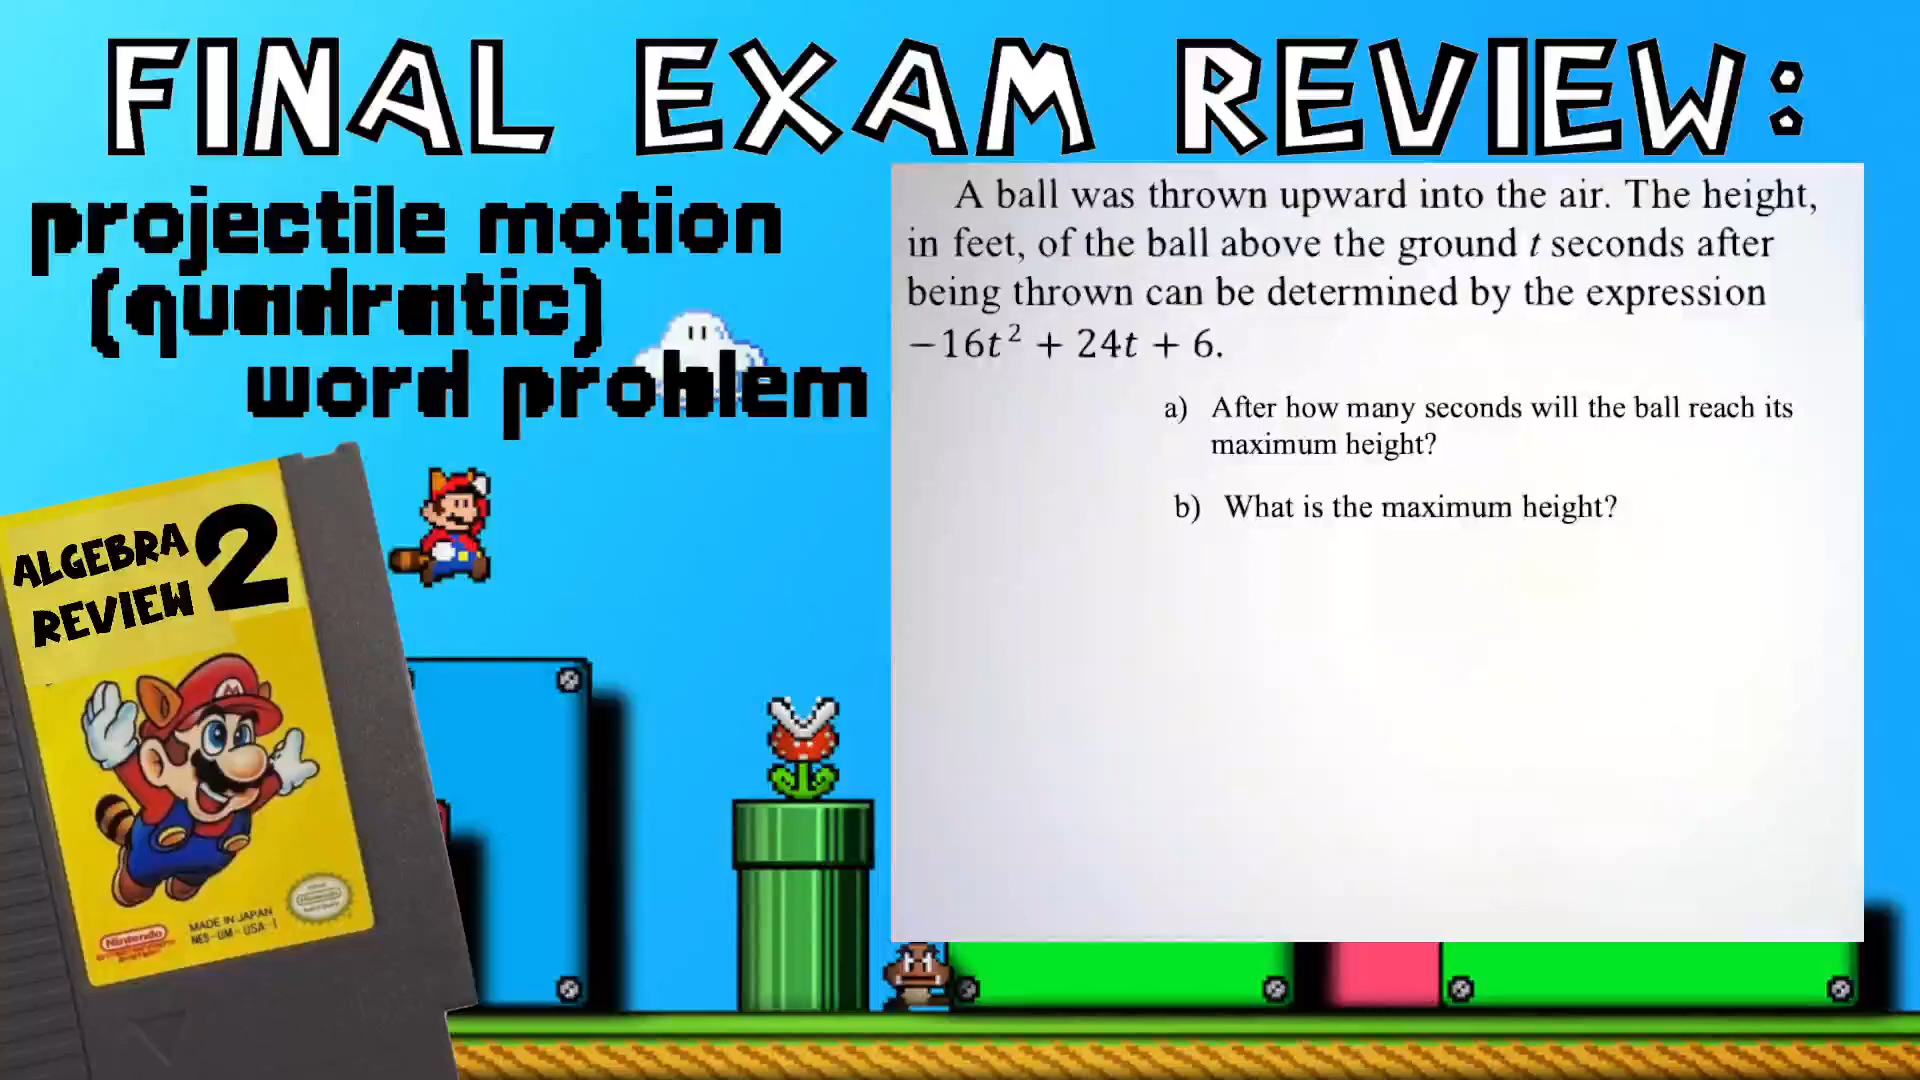 FINAL EXAM REVIEW:
projectile motion
(quadratic)
word problem
A ball was thrown upward into the air. The height,
in feet, of the ball above the ground t seconds after
being thrown can be determined by the expression
−16t² + 24t + 6.
a) After how many seconds will the ball reach its
maximum height?
b) What is the maximum height?
ALGEBRA 2
REVIEW
M
Nintendo
MADE IN JAPAN
NES-UM-USA-1